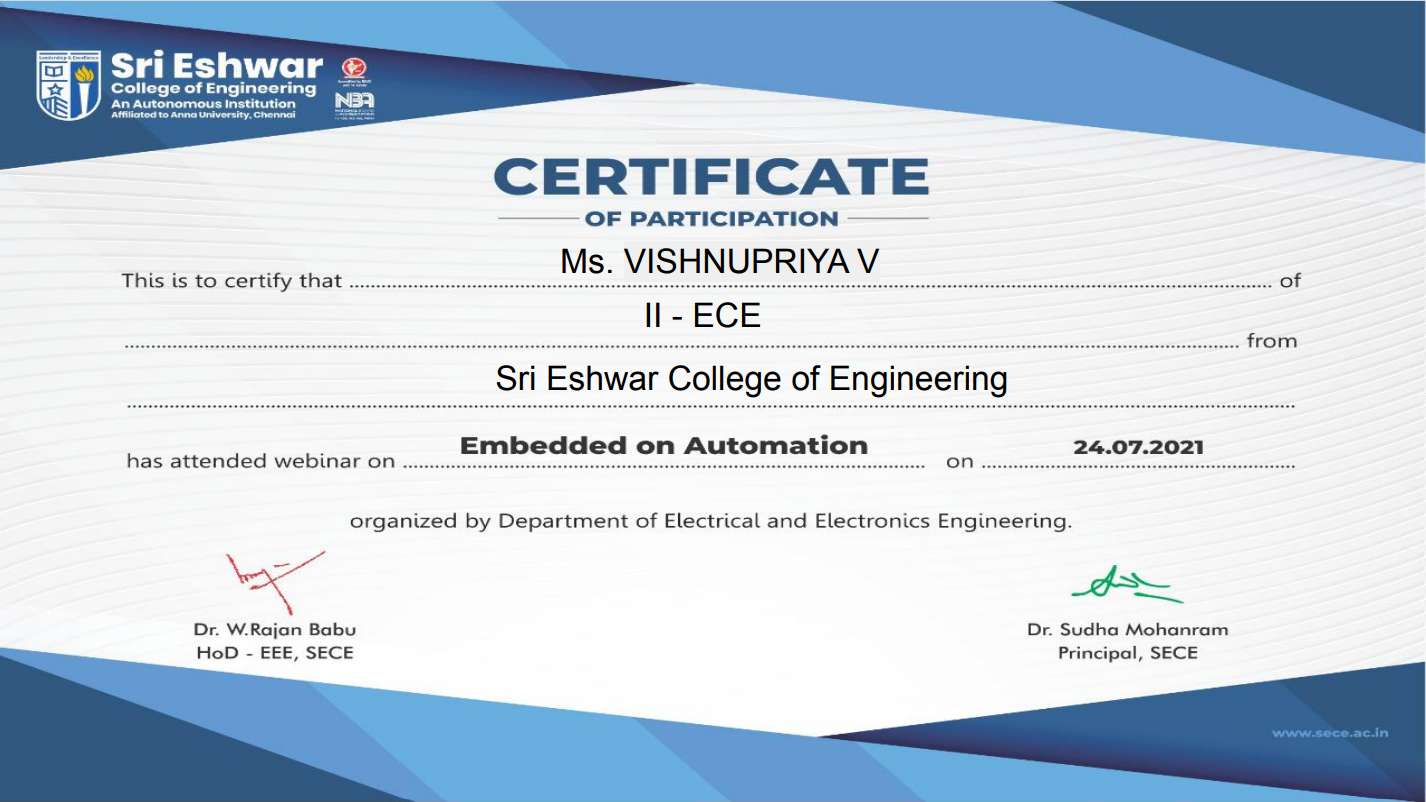 Leadership & Excellence
Sri Eshwar
College of Engineering
An Autonomous Institution
Affiliated to Anna University, Chennai
NBA
CERTIFICATE
OF PARTICIPATION
This is to certify that Ms. VISHNUPRIYA V of
II - ECE from
Sri Eshwar College of Engineering
has attended webinar on Embedded on Automation on 24.07.2021
organized by Department of Electrical and Electronics Engineering.
Dr. W.Rajan Babu
HoD - EEE, SECE
Dr. Sudha Mohanram
Principal, SECE
www.sece.ac.in